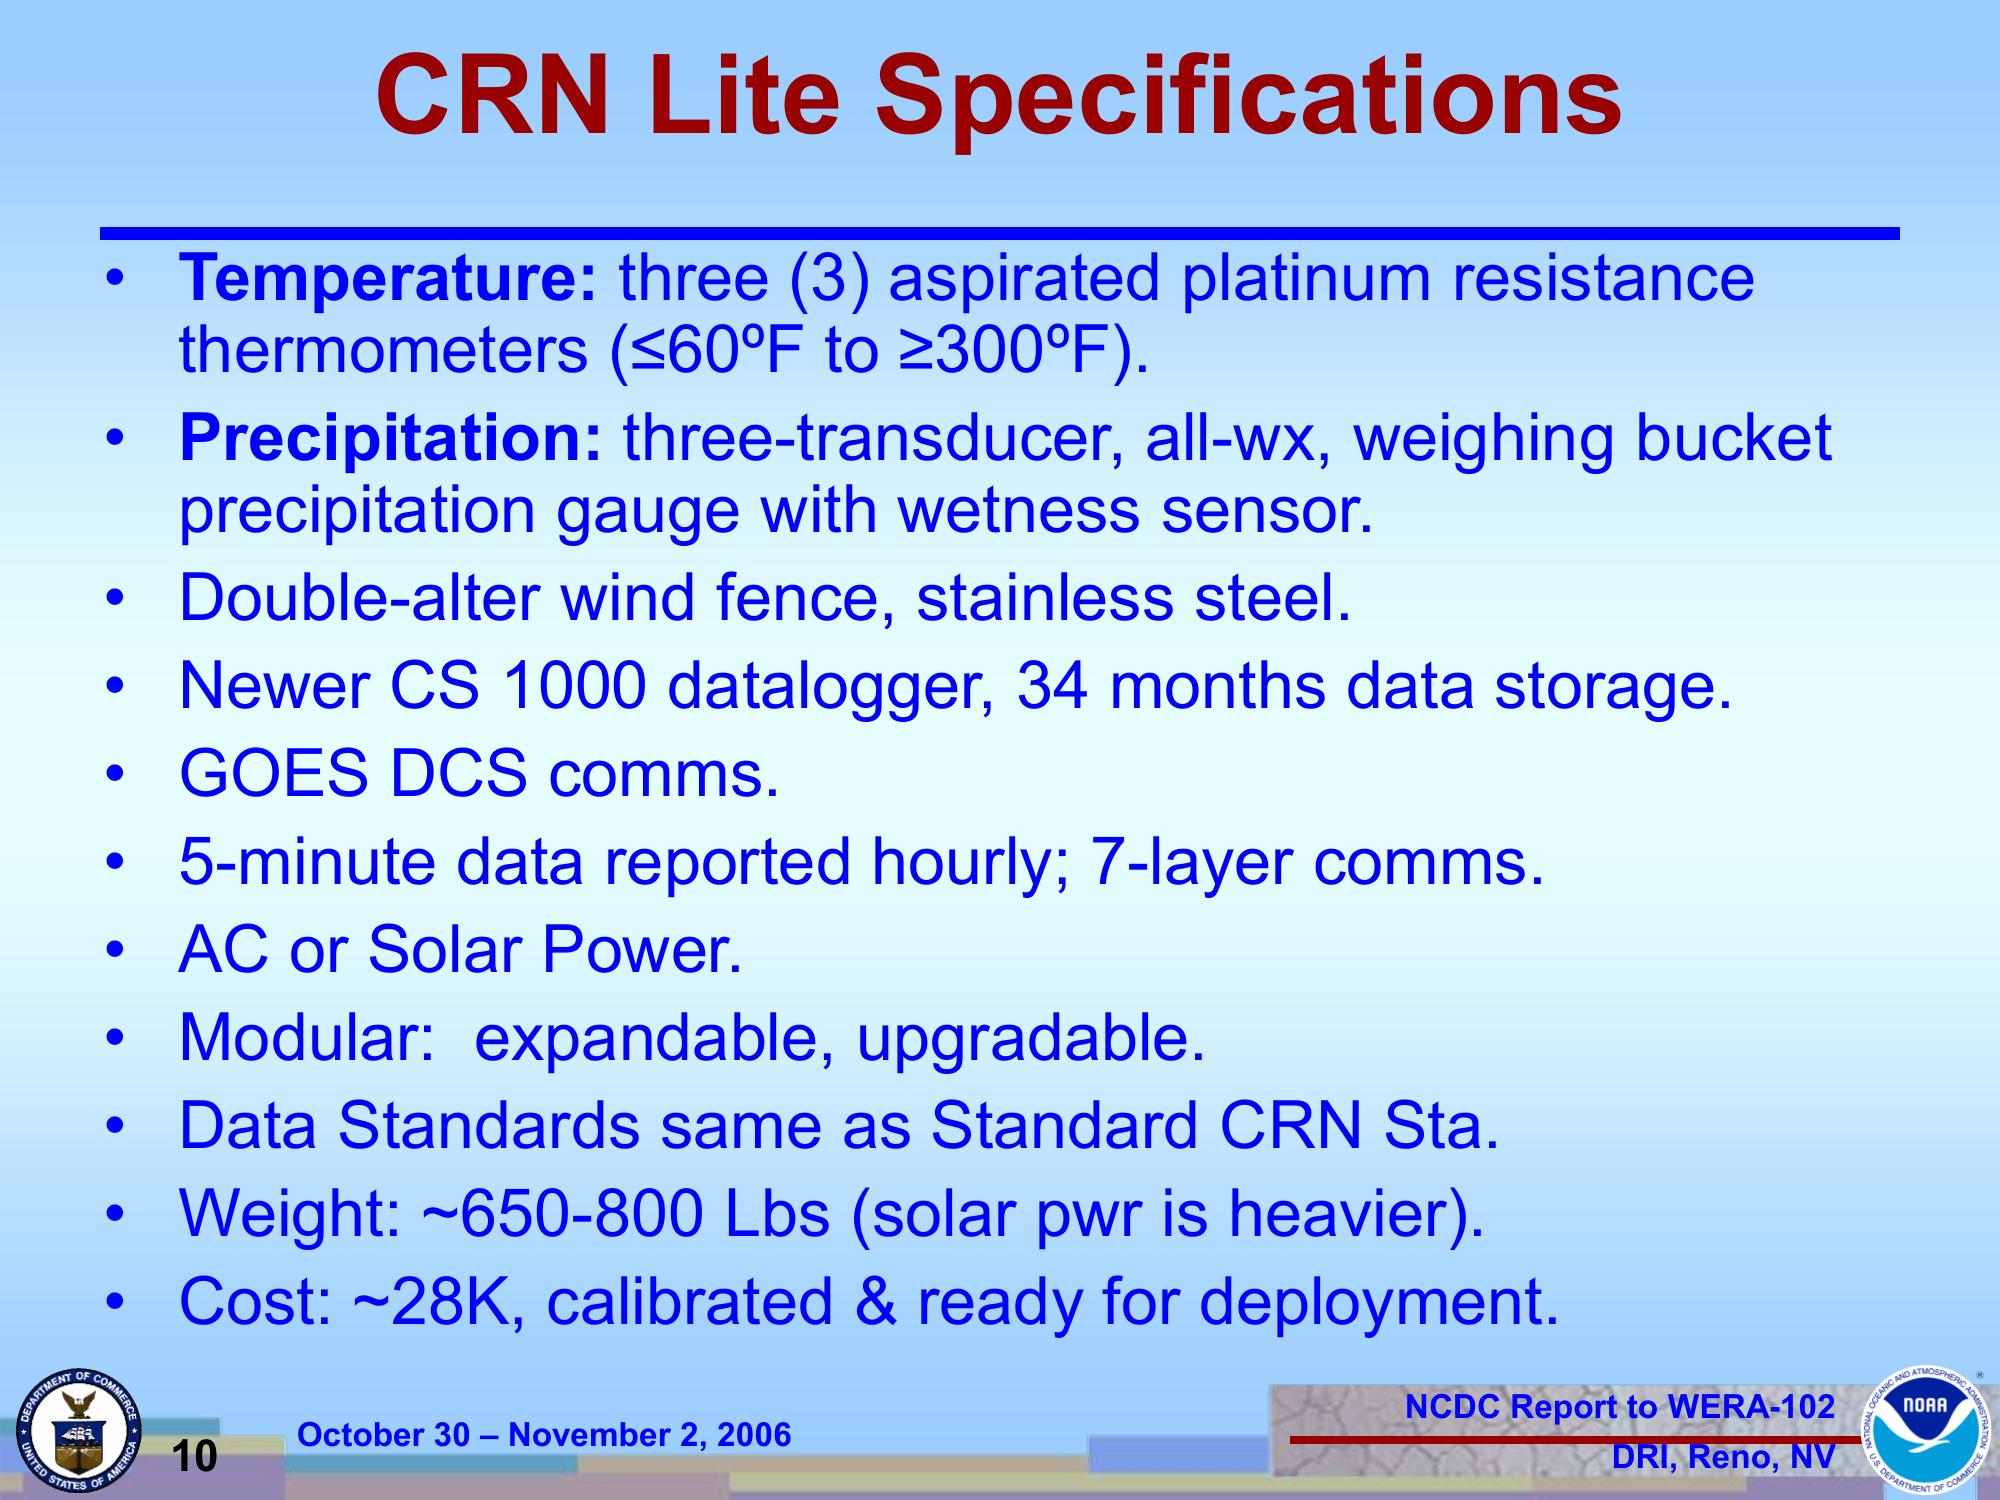 CRN Lite Specifications
• Temperature: three (3) aspirated platinum resistance
thermometers (≤60ºF to ≥300ºF).
• Precipitation: three-transducer, all-wx, weighing bucket
precipitation gauge with wetness sensor.
• Double-alter wind fence, stainless steel.
• Newer CS 1000 datalogger, 34 months data storage.
• GOES DCS comms.
• 5-minute data reported hourly; 7-layer comms.
• AC or Solar Power.
• Modular:  expandable, upgradable.
• Data Standards same as Standard CRN Sta.
• Weight: ~650-800 Lbs (solar pwr is heavier).
• Cost: ~28K, calibrated & ready for deployment.
DEPARTMENT OF COMMERCE
UNITED STATES OF AMERICA
10
October 30 – November 2, 2006
NCDC Report to WERA-102
DRI, Reno, NV
NATIONAL OCEANIC AND ATMOSPHERIC ADMINISTRATION
NOAA
U.S. DEPARTMENT OF COMMERCE
®